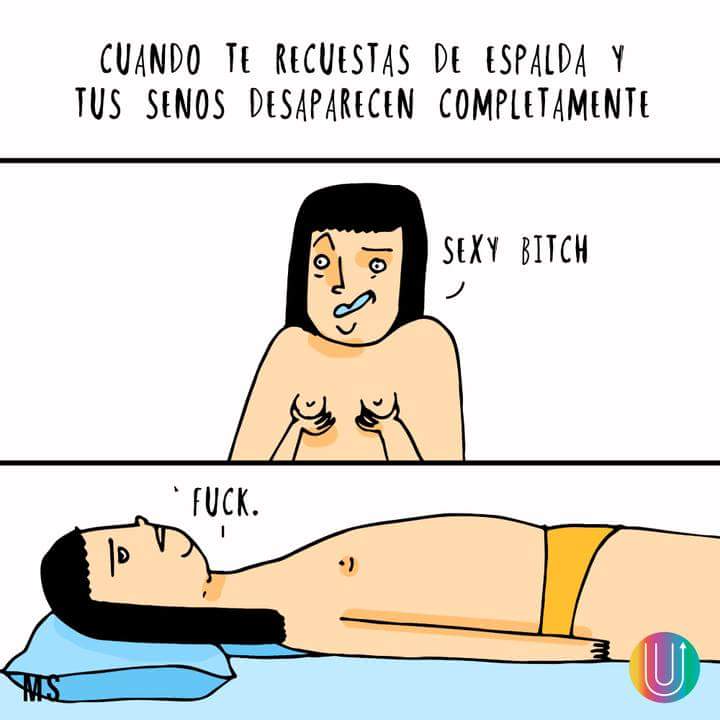 CUANDO TE RECUESTAS DE ESPALDA Y
TUS SENOS DESAPARECEN COMPLETAMENTE
SEXY BITCH
FUCK.
MS
U